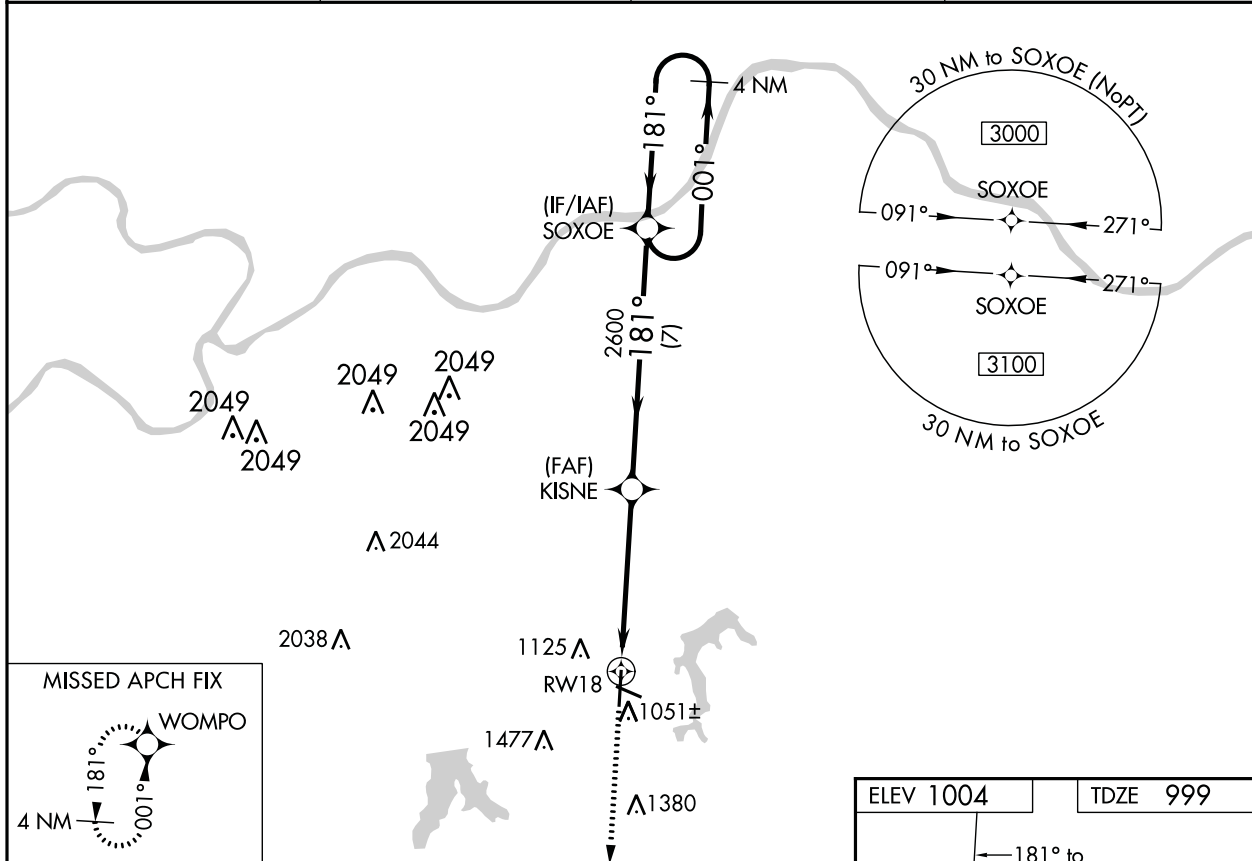 30 NM to SOXOE (NoPT)
4 NM
181°
001°
3000
(IF/IAF)
SOXOE
SOXOE
091°
271°
091°
271°
SOXOE
2600
181°
(7)
3100
30 NM to SOXOE
2049
2049
2049
2049
2049
(FAF)
KISNE
2044
2038
1125
RW18
1051±
1477
1380
MISSED APCH FIX
WOMPO
181°
001°
4 NM
ELEV 1004
TDZE 999
181° to